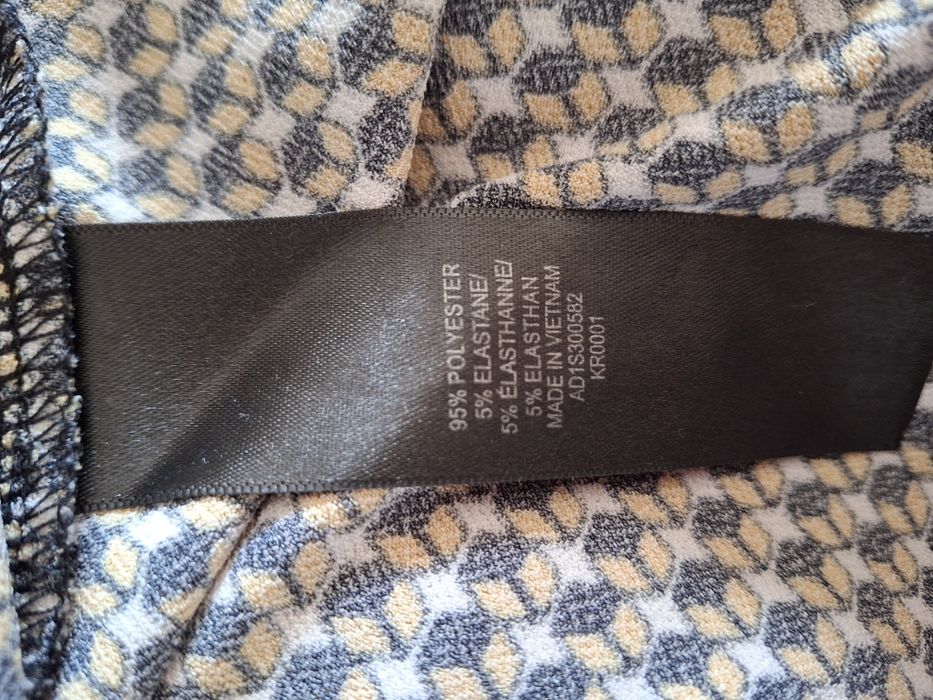 95% POLYESTER
5% ELASTANE/
5% ÉLASTHANNE/
5% ELASTHAN
MADE IN VIETNAM
AD1S300582
KR0001